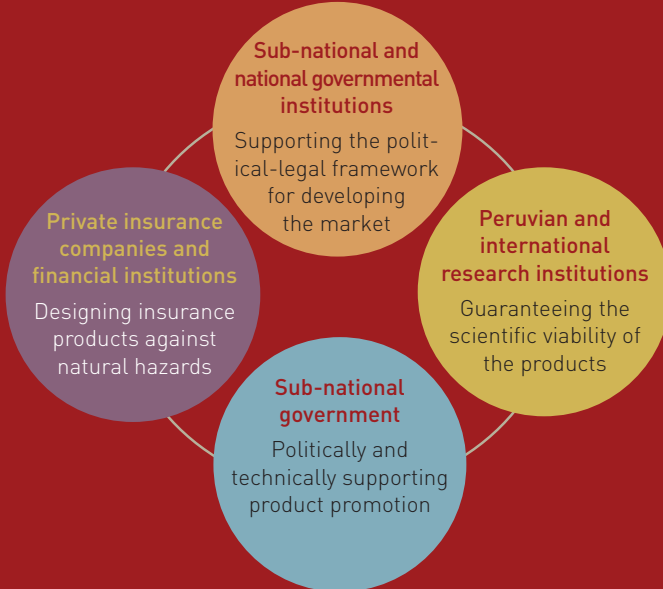 Sub-national and
national governmental
institutions
Supporting the polit-
ical-legal framework
for developing
the market
Private insurance
companies and
financial institutions
Designing insurance
products against
natural hazards
Peruvian and
international
research institutions
Guaranteeing the
scientific viability of
the products
Sub-national
government
Politically and
technically supporting
product promotion